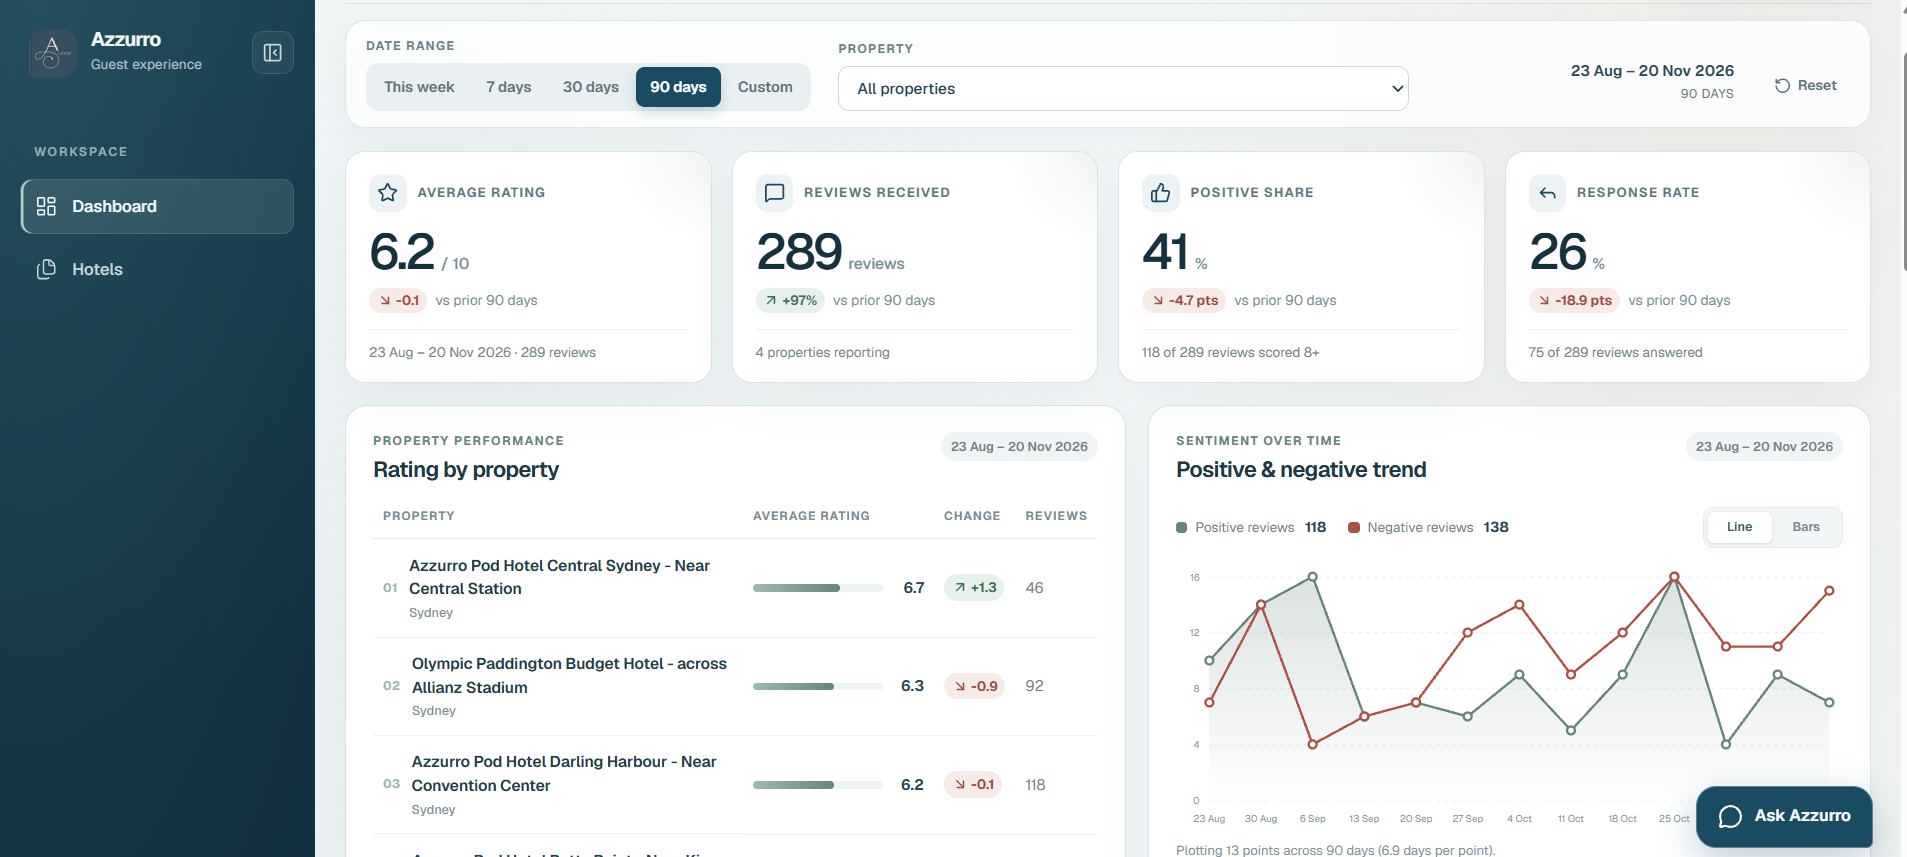 Azzurro
Guest experience
WORKSPACE
Dashboard
Hotels
DATE RANGE
This week
7 days
30 days
90 days
Custom
PROPERTY
All properties
23 Aug – 20 Nov 2026
90 DAYS
Reset
AVERAGE RATING
6.2 / 10
-0.1 vs prior 90 days
23 Aug – 20 Nov 2026 · 289 reviews
REVIEWS RECEIVED
289 reviews
+97% vs prior 90 days
4 properties reporting
POSITIVE SHARE
41 %
-4.7 pts vs prior 90 days
118 of 289 reviews scored 8+
RESPONSE RATE
26 %
-18.9 pts vs prior 90 days
75 of 289 reviews answered
PROPERTY PERFORMANCE
Rating by property
23 Aug – 20 Nov 2026
PROPERTY AVERAGE RATING CHANGE REVIEWS
01 Azzurro Pod Hotel Central Sydney - Near
Central Station
Sydney
6.7 +1.3 46
02 Olympic Paddington Budget Hotel - across
Allianz Stadium
Sydney
6.3 -0.9 92
03 Azzurro Pod Hotel Darling Harbour - Near
Convention Center
Sydney
6.2 -0.1 118
SENTIMENT OVER TIME
Positive & negative trend
23 Aug – 20 Nov 2026
Positive reviews 118
Negative reviews 138
Line
Bars
16
12
8
4
0
23 Aug 30 Aug 6 Sep 13 Sep 20 Sep 27 Sep 4 Oct 11 Oct 18 Oct 25 Oct
Plotting 13 points across 90 days (6.9 days per point).
Ask Azzurro